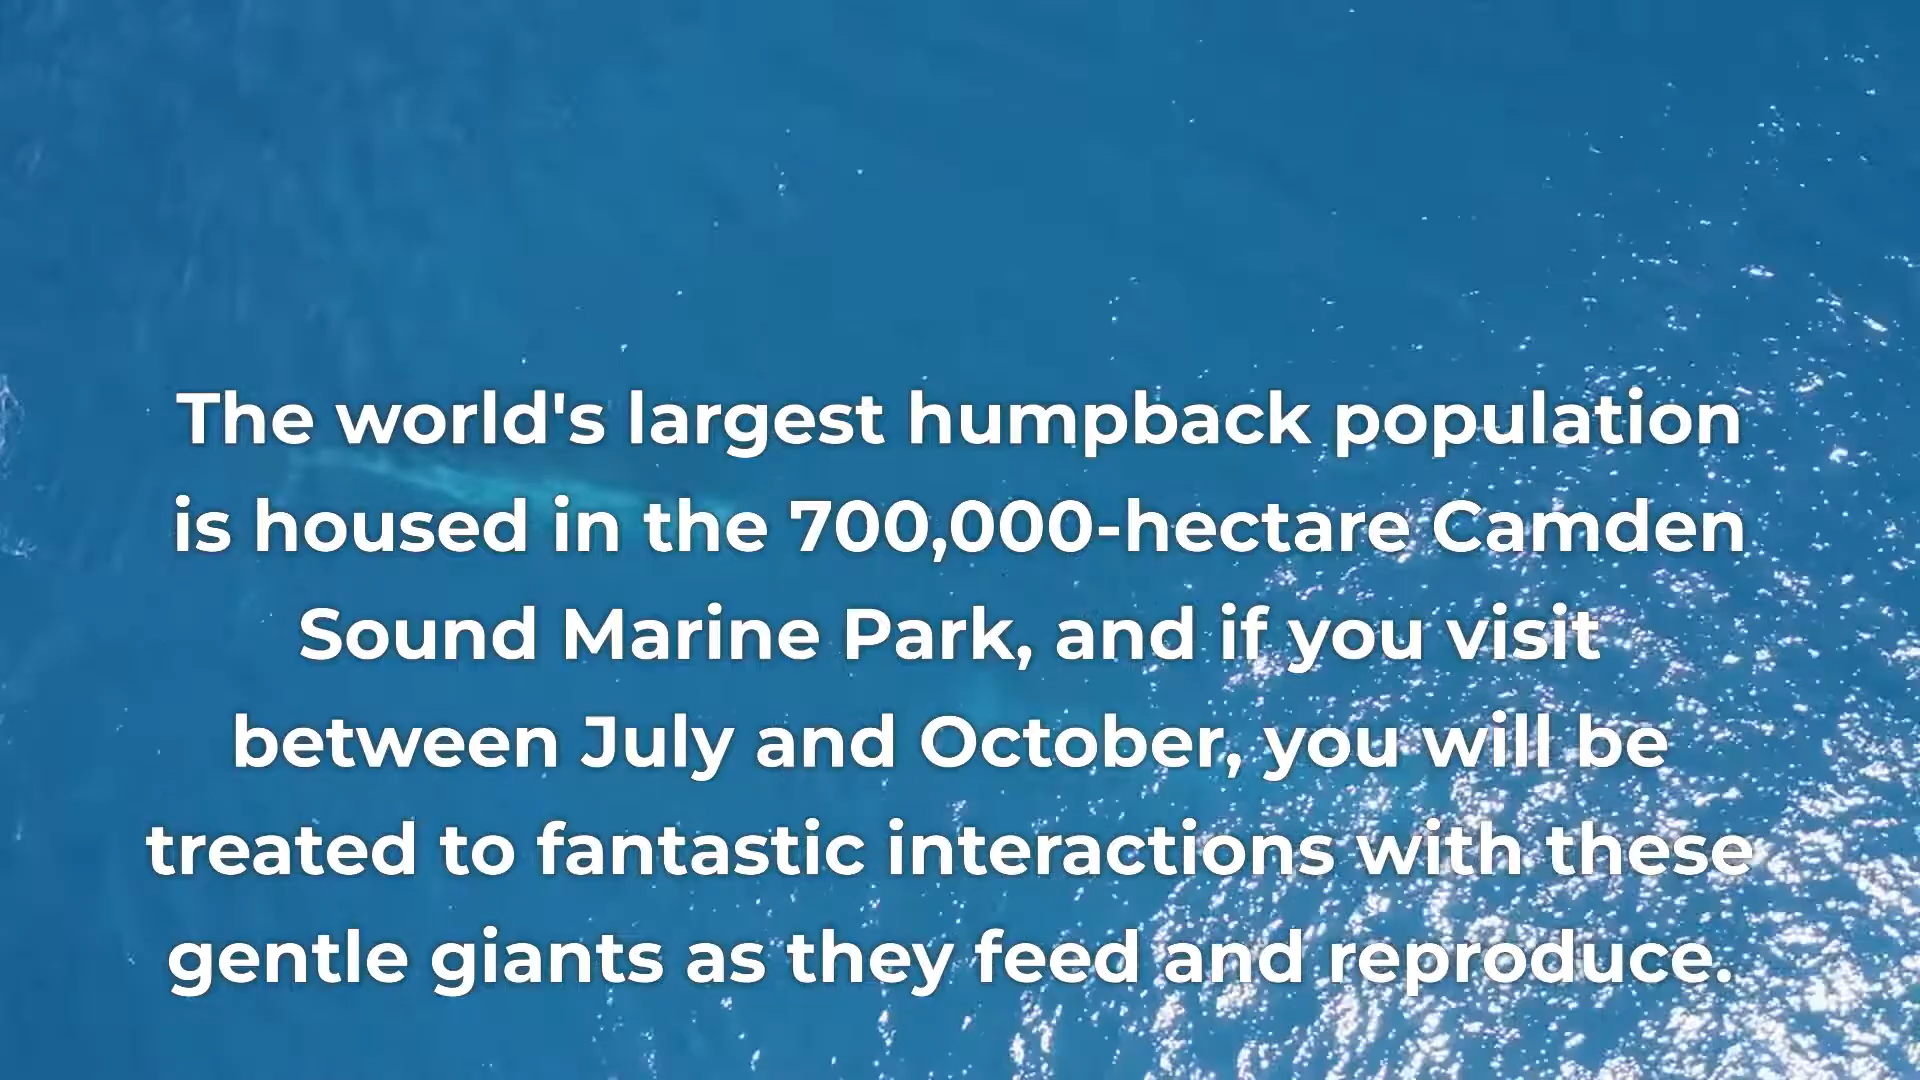 The world's largest humpback population
is housed in the 700,000-hectare Camden
Sound Marine Park, and if you visit
between July and October, you will be
treated to fantastic interactions with these
gentle giants as they feed and reproduce.